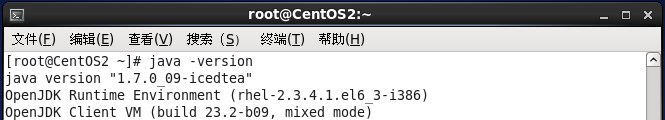 root@CentOS2:~
文件(F) 编辑(E) 查看(V) 搜索 (S) 终端(T) 帮助(H)
[root@CentOS2 ~]# java -version
java version "1.7.0_09-icedtea"
OpenJDK Runtime Environment (rhel-2.3.4.1.el6_3-i386)
OpenJDK Client VM (build 23.2-b09, mixed mode)